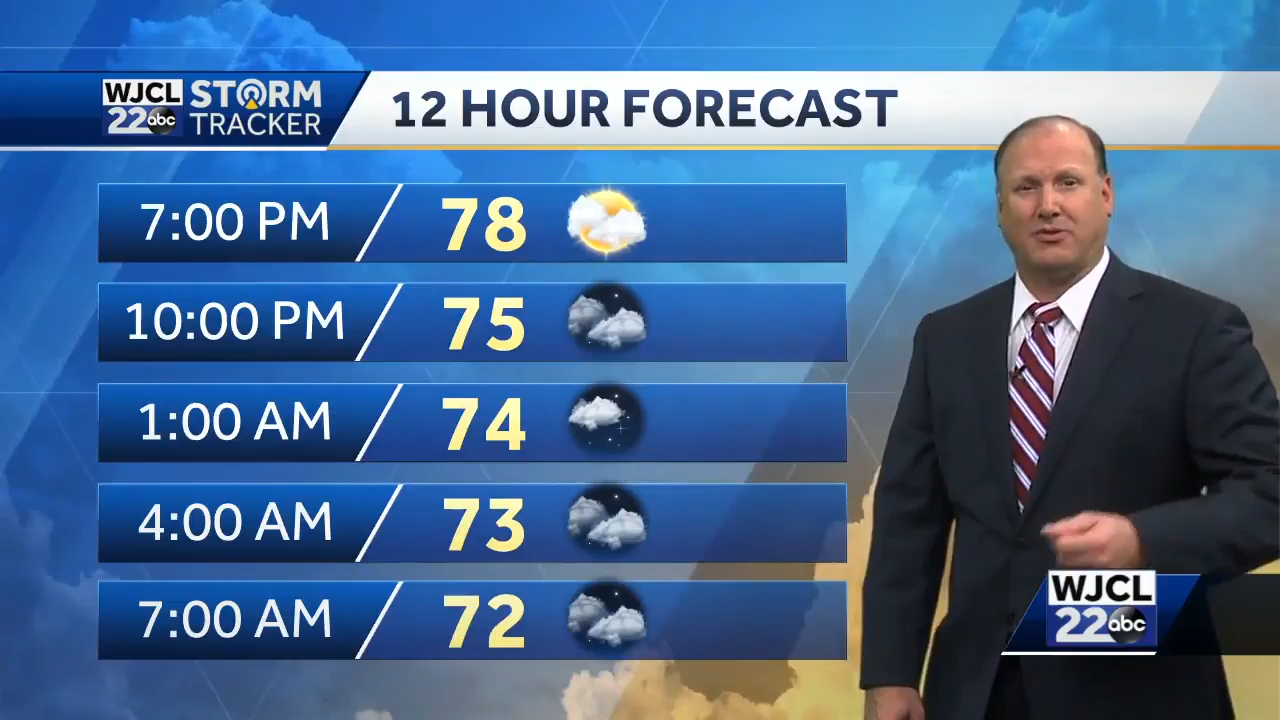 WJCL
22 abc
STORM
TRACKER
12 HOUR FORECAST
7:00 PM 78
10:00 PM 75
1:00 AM 74
4:00 AM 73
7:00 AM 72
WJCL
22 abc